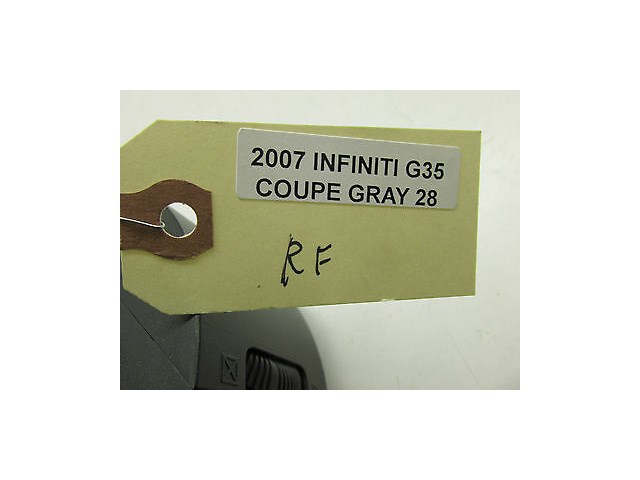 2007 INFINITI G35
COUPE GRAY 28
RF